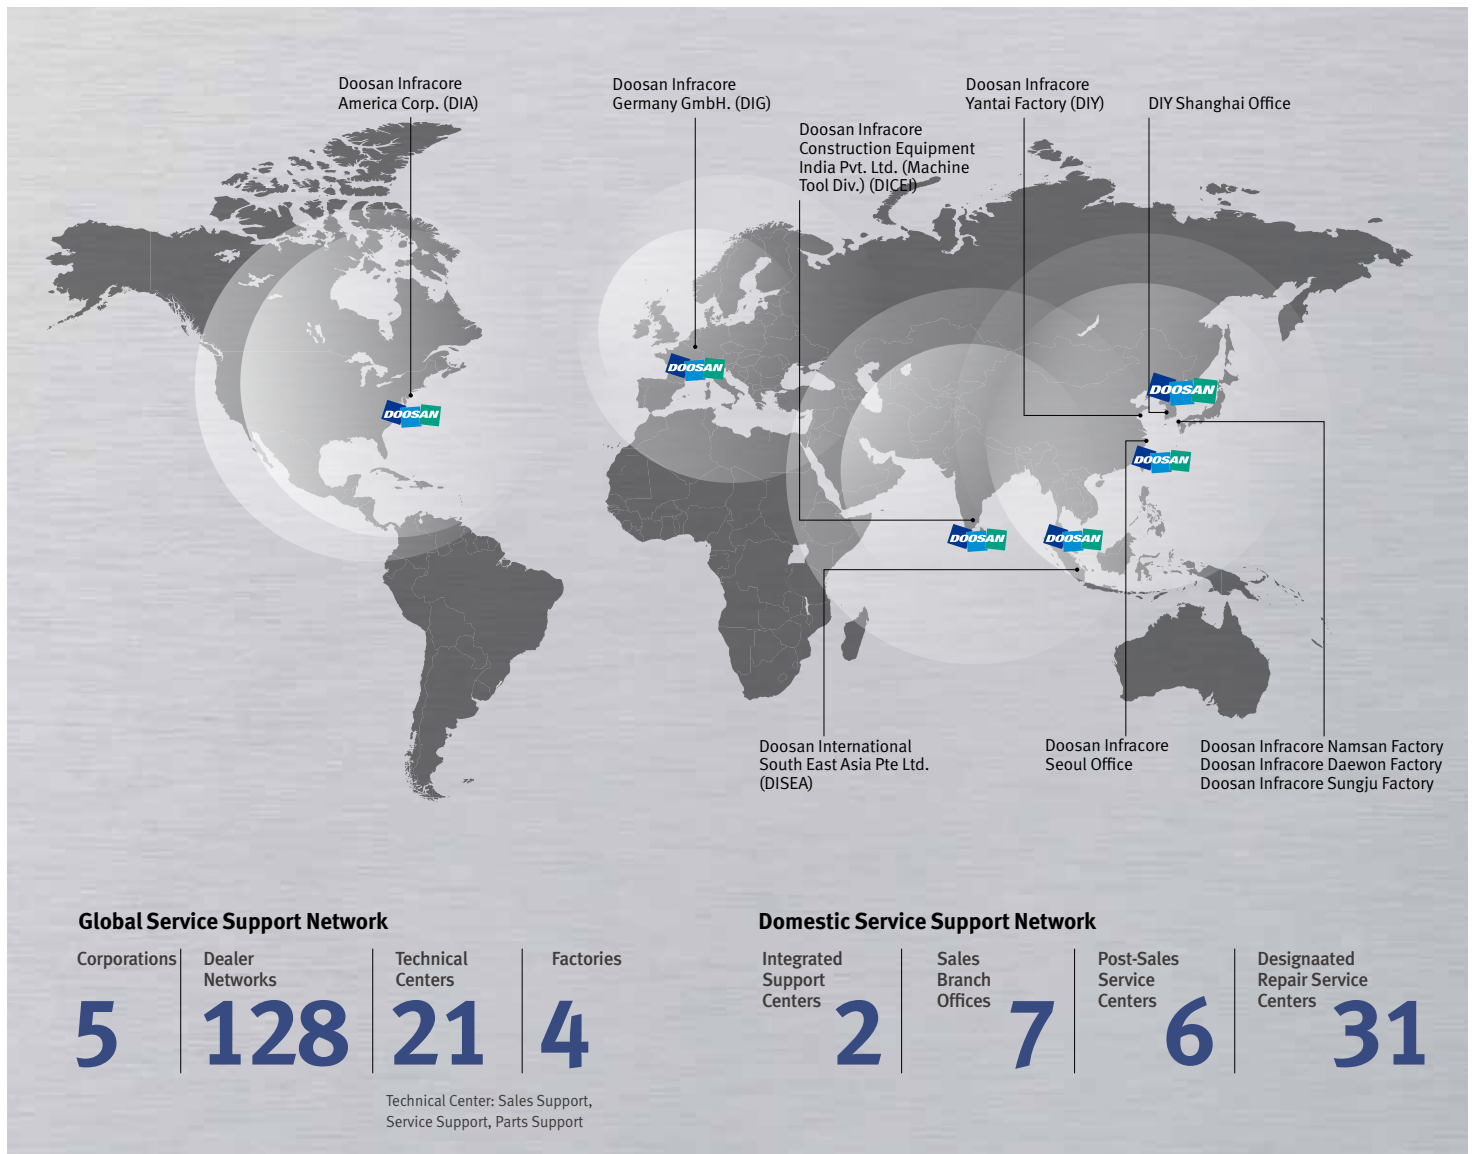 Doosan Infracore
America Corp. (DIA)
Doosan Infracore
Germany GmbH. (DIG)
Doosan Infracore
Construction Equipment
India Pvt. Ltd. (Machine
Tool Div.) (DICEI)
Doosan Infracore
Yantai Factory (DIY)
DIY Shanghai Office
DOOSAN
DOOSAN
DOOSAN
DOOSAN
DOOSAN
DOOSAN
Doosan International
South East Asia Pte Ltd.
(DISEA)
Doosan Infracore
Seoul Office
Doosan Infracore Namsan Factory
Doosan Infracore Daewon Factory
Doosan Infracore Sungju Factory
Global Service Support Network
Corporations
5
Dealer
Networks
128
Technical
Centers
21
Factories
4
Technical Center: Sales Support,
Service Support, Parts Support
Domestic Service Support Network
Integrated
Support
Centers
2
Sales
Branch
Offices
7
Post-Sales
Service
Centers
6
Designaated
Repair Service
Centers
31